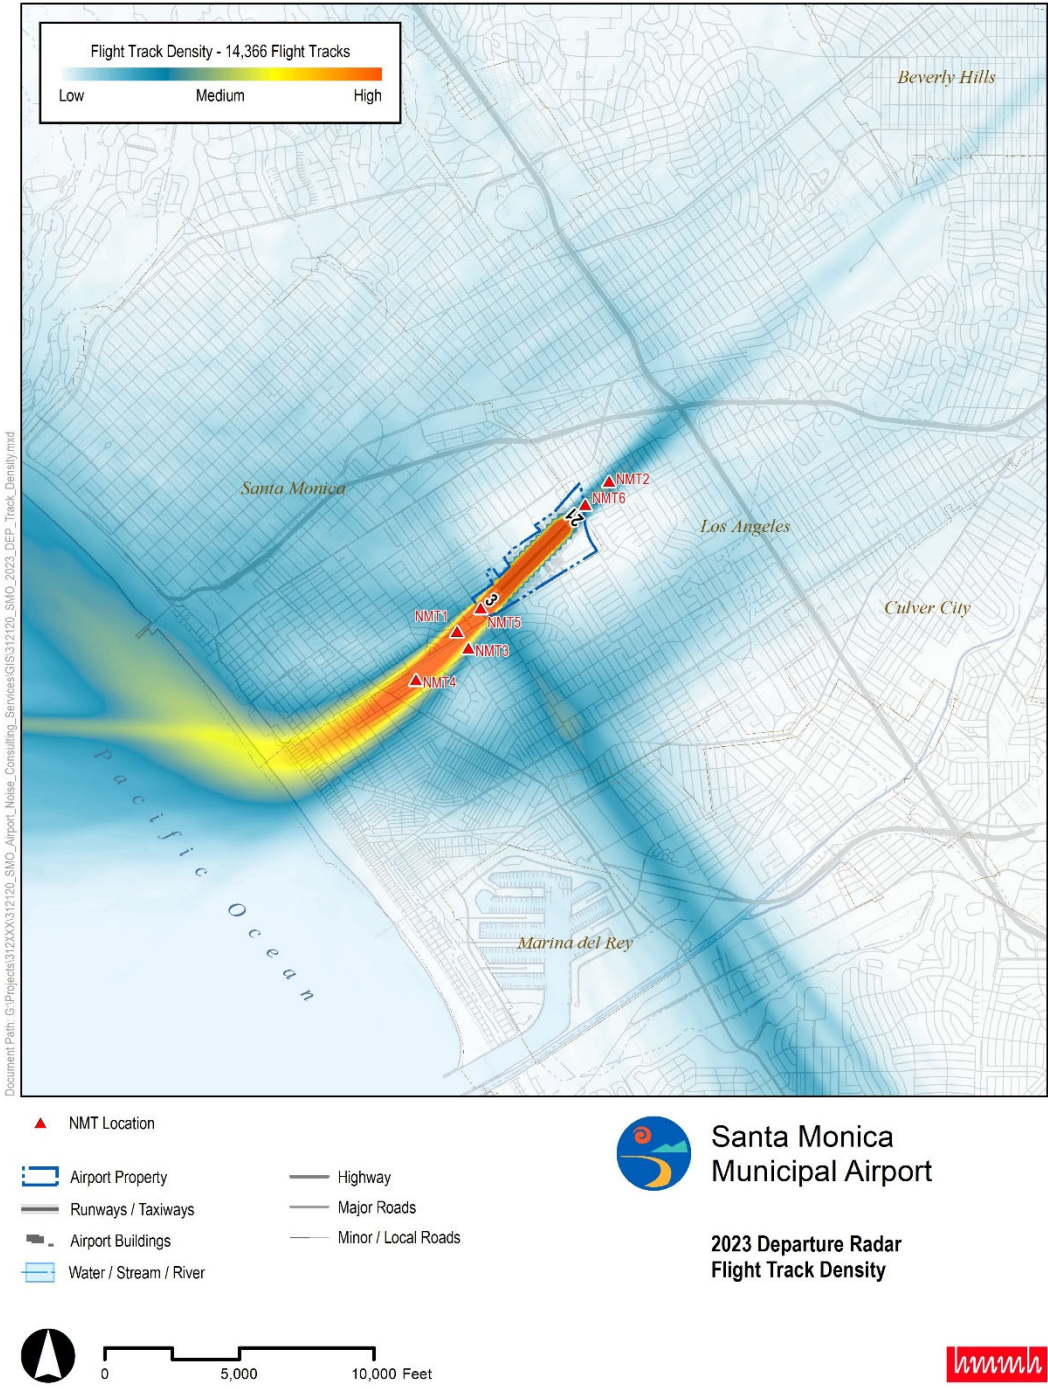 Flight Track Density - 14,366 Flight Tracks
Low Medium High
Beverly Hills
Santa Monica
NMT2
NMT6
21
Los Angeles
3
Culver City
NMT1
NMT5
NMT3
NMT4
Pacific Ocean
Marina del Rey
Document Path: G:\Projects\312XXX\312120_SMO_Airport_Noise_Consulting_Services\GIS\312120_SMO_2023_DEP_Track_Density.mxd
NMT Location
Airport Property
Runways / Taxiways
Airport Buildings
Water / Stream / River
Highway
Major Roads
Minor / Local Roads
Santa Monica
Municipal Airport
2023 Departure Radar
Flight Track Density
0 5,000 10,000 Feet
hmmh